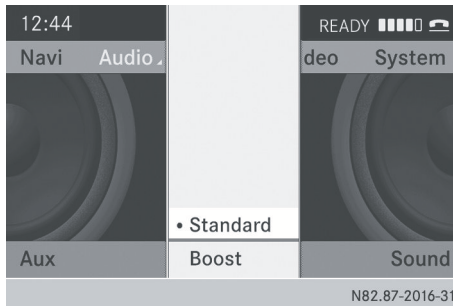 12:44 READY
Navi Audio deo System
• Standard
Aux Boost Sound
N82.87-2016-31